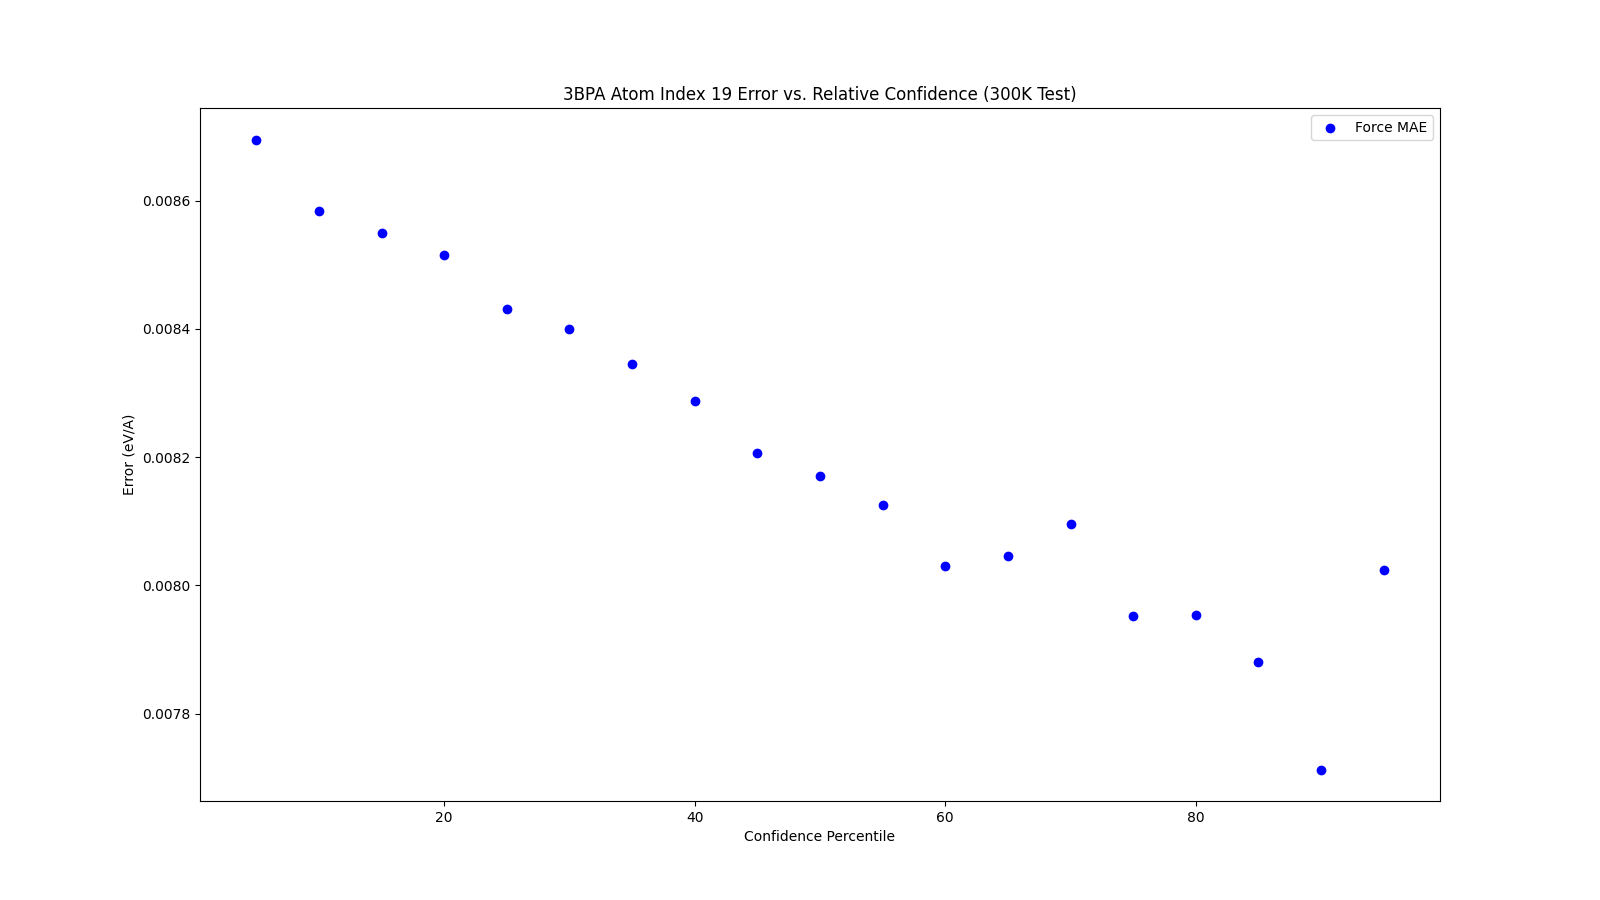 3BPA Atom Index 19 Error vs. Relative Confidence (300K Test)
Force MAE
0.0086
0.0084
0.0082
0.0080
0.0078
Error (eV/A)
20 40 60 80
Confidence Percentile